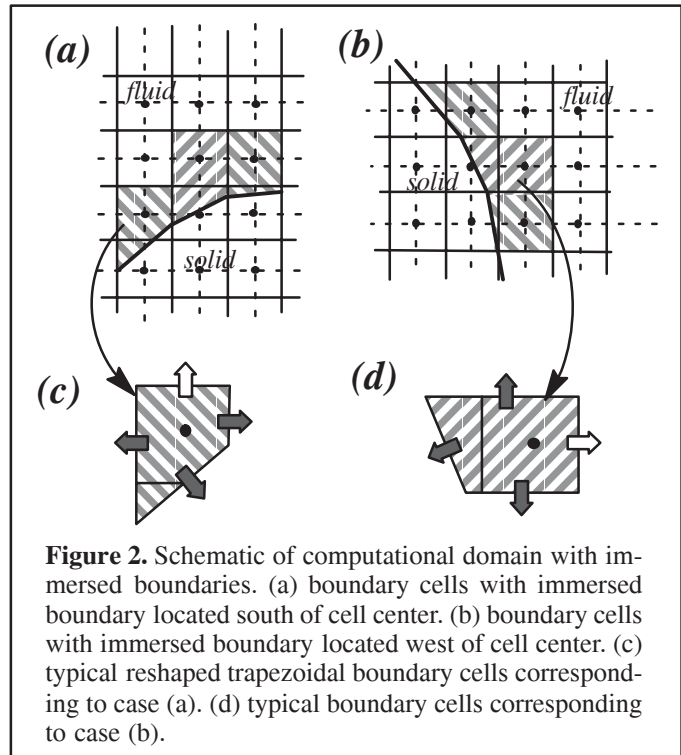 (a)
(b)
fluid
fluid
solid
solid
(c)
(d)
Figure 2. Schematic of computational domain with im-
mersed boundaries. (a) boundary cells with immersed
boundary located south of cell center. (b) boundary cells
with immersed boundary located west of cell center. (c)
typical reshaped trapezoidal boundary cells correspond-
ing to case (a). (d) typical boundary cells corresponding
to case (b).